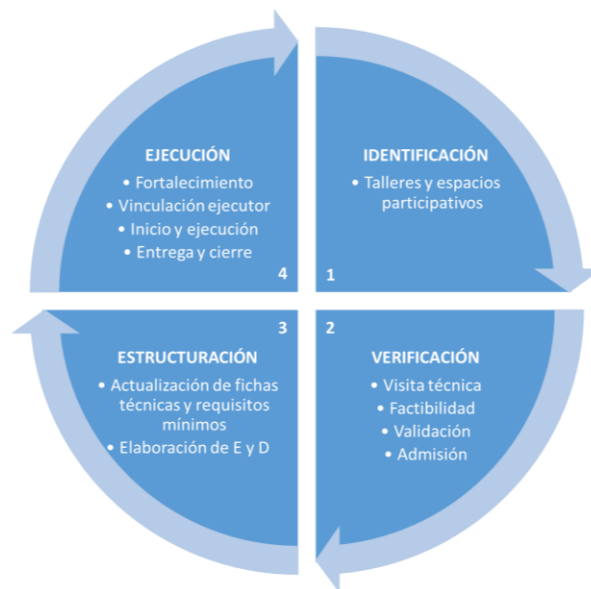 EJECUCIÓN
• Fortalecimiento
• Vinculación ejecutor
• Inicio y ejecución
• Entrega y cierre
4
IDENTIFICACIÓN
• Talleres y espacios
participativos
1
3
ESTRUCTURACIÓN
• Actualización de fichas
técnicas y requisitos
mínimos
• Elaboración de E y D
2
VERIFICACIÓN
• Visita técnica
• Factibilidad
• Validación
• Admisión